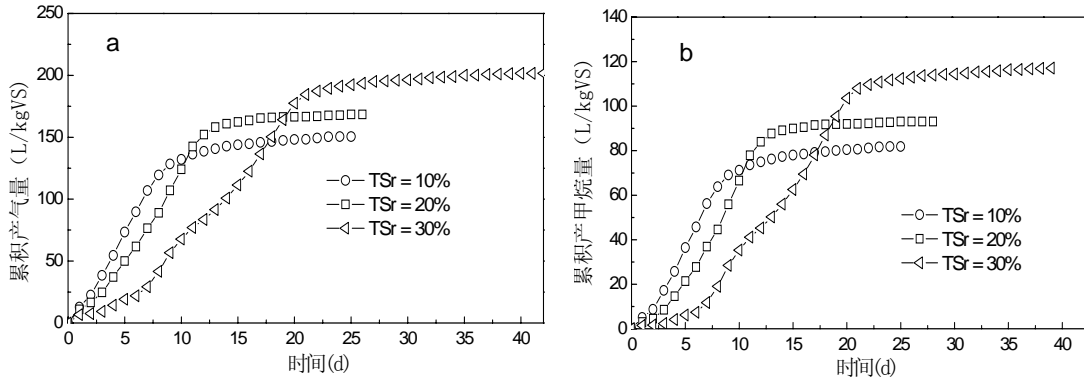 a
累积产气量（L/kgVS）
250
200
150
100
50
0
TSr = 10%
TSr = 20%
TSr = 30%
0 5 10 15 20 25 30 35 40
时间(d)
b
累积产甲烷量（L/kgVS）
140
120
100
80
60
40
20
0
TSr = 10%
TSr = 20%
TSr = 30%
0 5 10 15 20 25 30 35 40
时间(d)